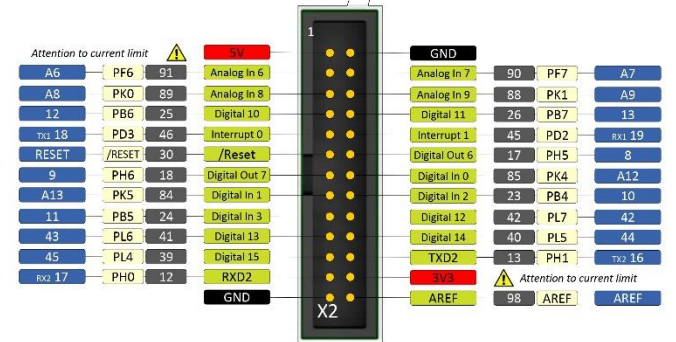 1
Attention to current limit 5V GND
A6 PF6 91 Analog In 6 Analog In 7 90 PF7 A7
A8 PK0 89 Analog In 8 Analog In 9 88 PK1 A9
12 PB6 25 Digital 10 Digital 11 26 PB7 13
TX1 18 PD3 46 Interrupt 0 Interrupt 1 45 PD2 RX1 19
RESET /RESET 30 /Reset Digital Out 6 17 PH5 8
9 PH6 18 Digital Out 7 Digital In 0 85 PK4 A12
A13 PK5 84 Digital In 1 Digital In 2 23 PB4 10
11 PB5 24 Digital In 3 Digital 12 42 PL7 42
43 PL6 41 Digital 13 Digital 14 40 PL5 44
45 PL4 39 Digital 15 TXD2 13 PH1 TX2 16
RX2 17 PH0 12 RXD2 3V3 Attention to current limit
GND AREF 98 AREF AREF
X2